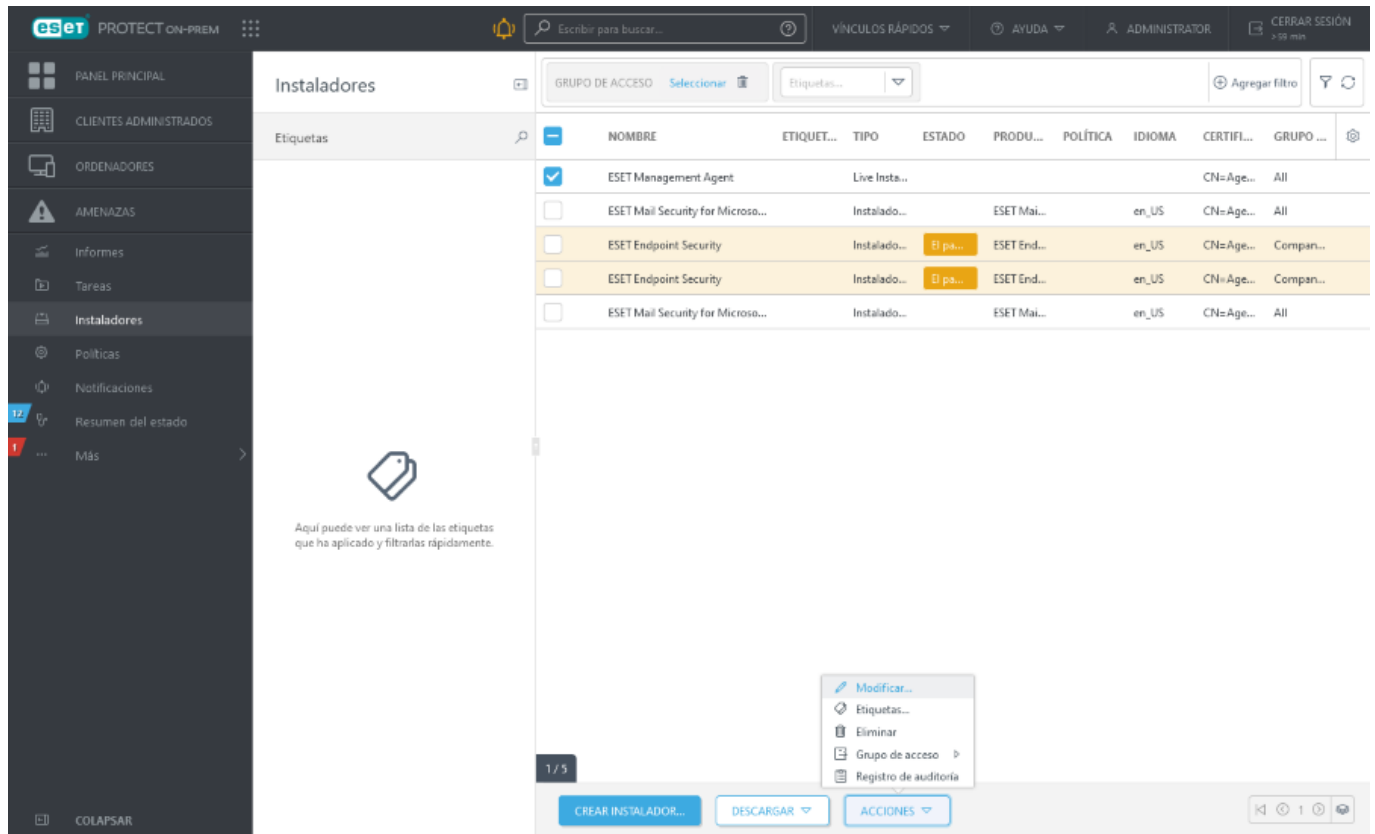 eset PROTECT ON-PREM
Escribir para buscar...
VÍNCULOS RÁPIDOS
AYUDA
ADMINISTRATOR
CERRAR SESIÓN
> 59 min
PANEL PRINCIPAL
CLIENTES ADMINISTRADOS
ORDENADORES
AMENAZAS
Informes
Tareas
Instaladores
Políticas
Notificaciones
12
Resumen del estado
1
Más
COLAPSAR
Instaladores
Etiquetas
Aquí puede ver una lista de las etiquetas
que ha aplicado y filtrarlas rápidamente.
GRUPO DE ACCESO Seleccionar
Etiquetas...
Agregar filtro
NOMBRE ETIQUET... TIPO ESTADO PRODU... POLÍTICA IDIOMA CERTIFI... GRUPO ...
ESET Management Agent Live Insta... CN=Age... All
ESET Mail Security for Microso... Instalado... ESET Mai... en_US CN=Age... All
ESET Endpoint Security Instalado... El pa... ESET End... en_US CN=Age... Compan...
ESET Endpoint Security Instalado... El pa... ESET End... en_US CN=Age... Compan...
ESET Mail Security for Microso... Instalado... ESET Mai... en_US CN=Age... All
Modificar...
Etiquetas...
Eliminar
Grupo de acceso
Registro de auditoría
1 / 5
CREAR INSTALADOR...
DESCARGAR
ACCIONES
1